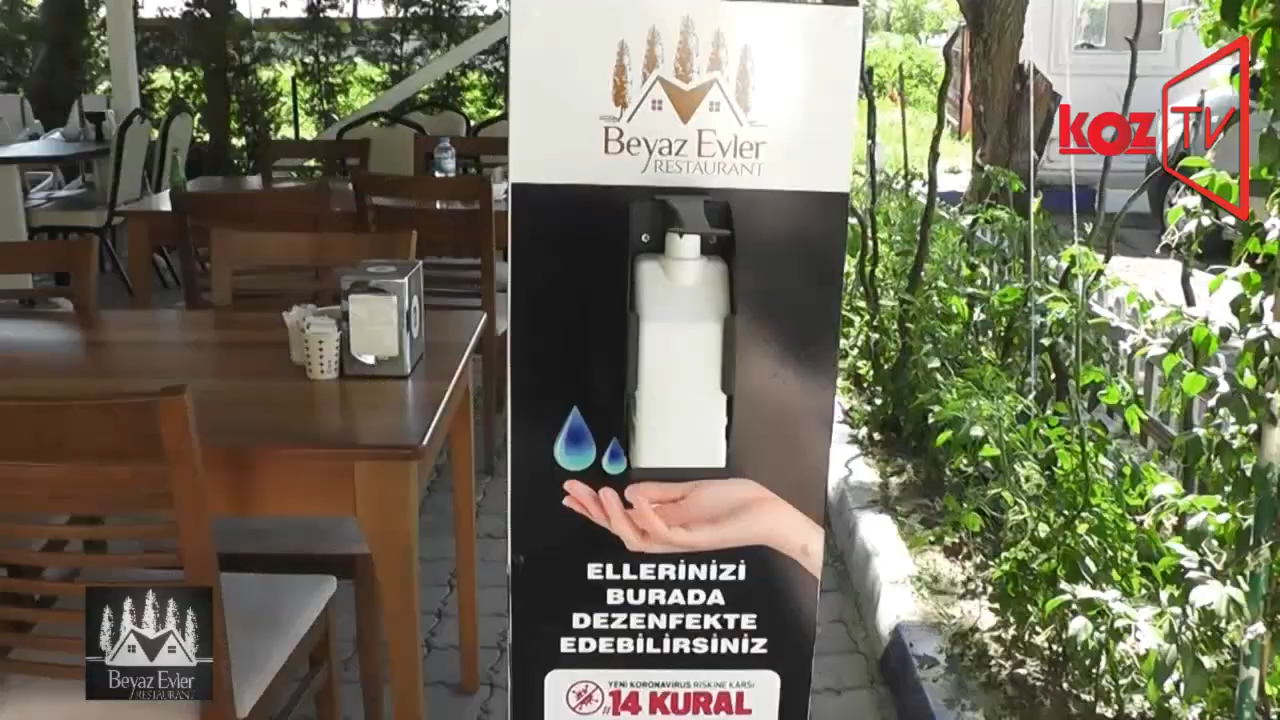 Beyaz Evler
RESTAURANT
koz TV
ELLERİNİZİ
BURADA
DEZENFEKTE
EDEBİLİRSİNİZ
YENİ KORONAVİRÜS RİSKİNE KARŞI
#14 KURAL
Beyaz Evler
RESTAURANT